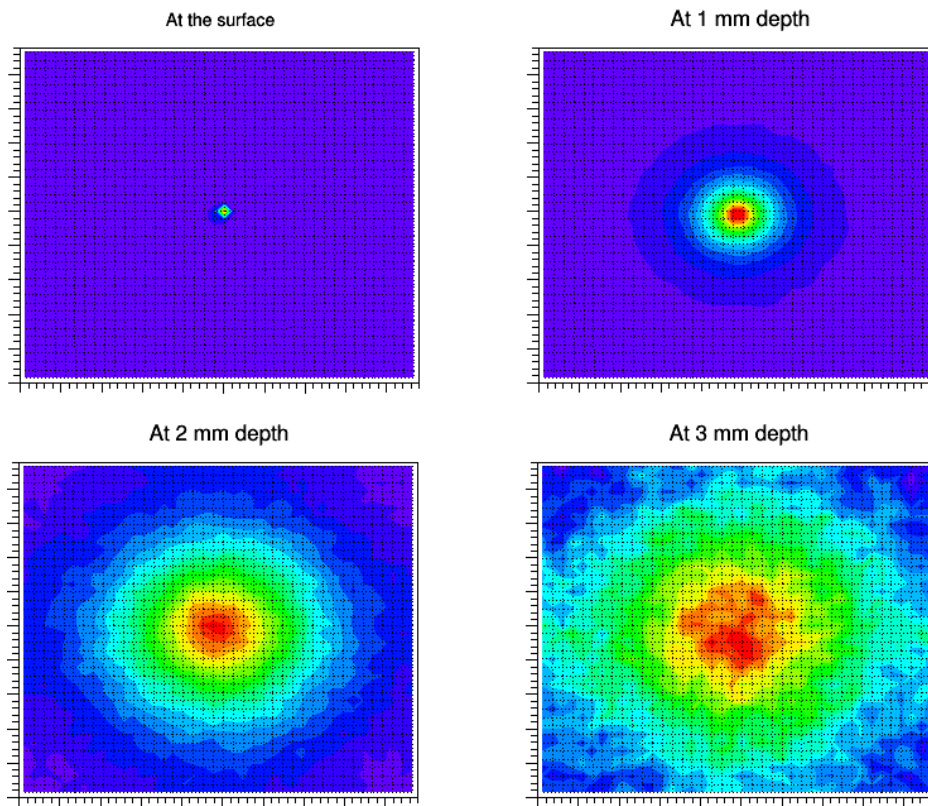 At the surface
At 1 mm depth
At 2 mm depth
At 3 mm depth